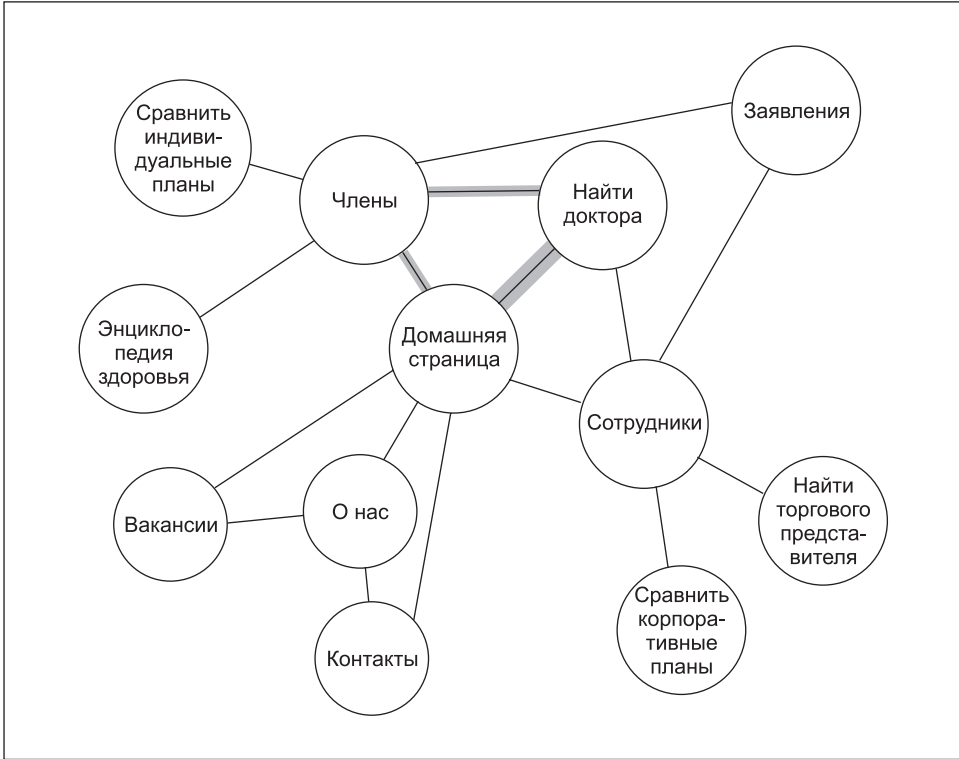 Сравнить
индиви-
дуальные
планы
Заявления
Члены
Найти
доктора
Энцикло-
педия
здоровья
Домашняя
страница
Сотрудники
Вакансии
О нас
Найти
торгового
предста-
вителя
Сравнить
корпора-
тивные
планы
Контакты